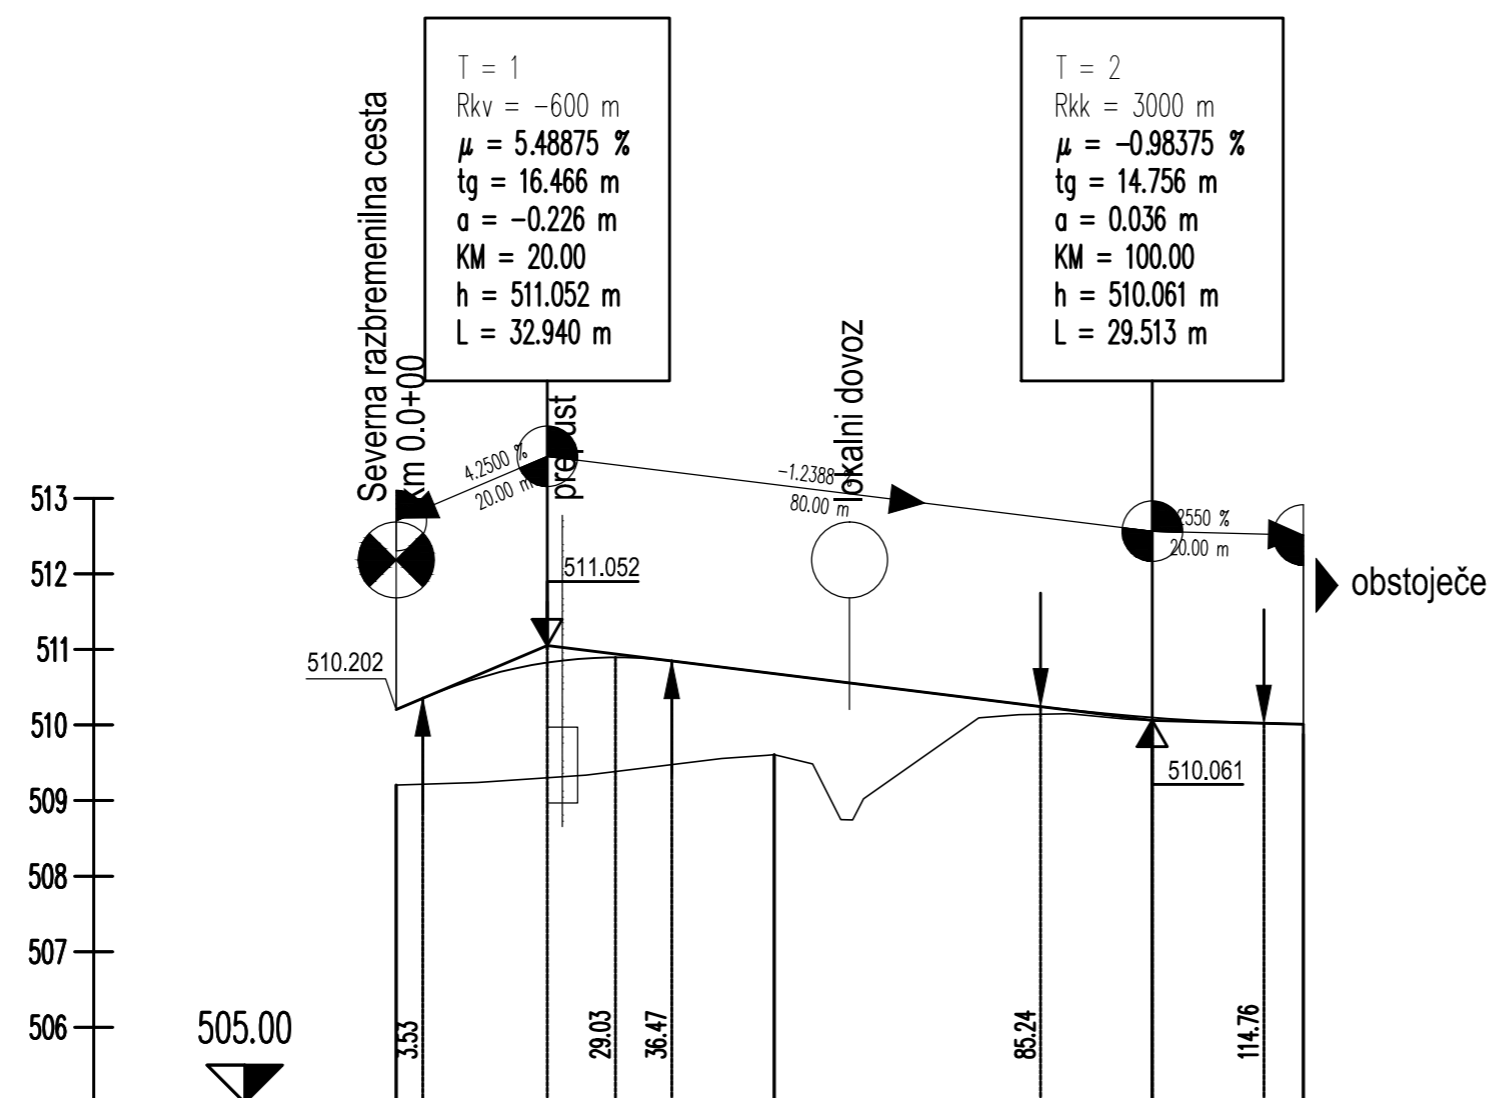 T = 1
Rkv = -600 m
μ = 5.48875 %
tg = 16.466 m
a = -0.226 m
KM = 20.00
h = 511.052 m
L = 32.940 m
T = 2
Rkk = 3000 m
μ = -0.98375 %
tg = 14.756 m
a = 0.036 m
KM = 100.00
h = 510.061 m
L = 29.513 m
Severna razbremenilna cesta
km 0.0+00
lokalni dovoz
4.2500 %
20.00 m
-1.2388
80.00 m
2550 %
20.00 m
513
512
511
510
509
508
507
506
511.052
510.202
510.061
obstoječe
505.00
3.53
29.03
36.47
85.24
114.76